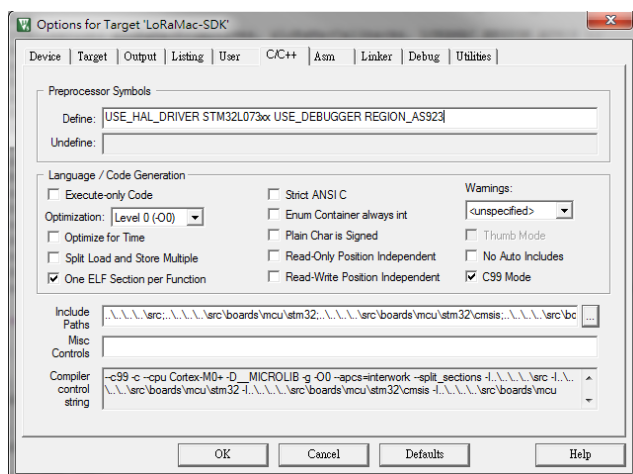 Options for Target 'LoRaMac-SDK'
Device | Target | Output | Listing | User C/C++ | Asm | Linker | Debug | Utilities |
Preprocessor Symbols
Define: USE_HAL_DRIVER STM32L073xx USE_DEBUGGER REGION_AS923
Undefine:
Language / Code Generation
Execute-only Code
Strict ANSI C
Warnings:
Optimization: Level 0 (-O0)
Enum Container always int
<unspecified>
Optimize for Time
Plain Char is Signed
Thumb Mode
Split Load and Store Multiple
Read-Only Position Independent
No Auto Includes
One ELF Section per Function
Read-Write Position Independent
C99 Mode
Include Paths
..\..\..\..\src;..\..\..\..\src\boards\mcu\stm32;..\..\..\..\src\boards\mcu\stm32\cmsis;..\..\..\..\src\bc
...
Misc Controls
Compiler control string
--c99 -c --cpu Cortex-M0+ -D__MICROLIB -g -O0 --apcs=interwork --split_sections -I..\..\..\..\src -I..\..
\..\..\src\boards\mcu\stm32 -I..\..\..\..\src\boards\mcu\stm32\cmsis -I..\..\..\..\src\boards\mcu
OK
Cancel
Defaults
Help